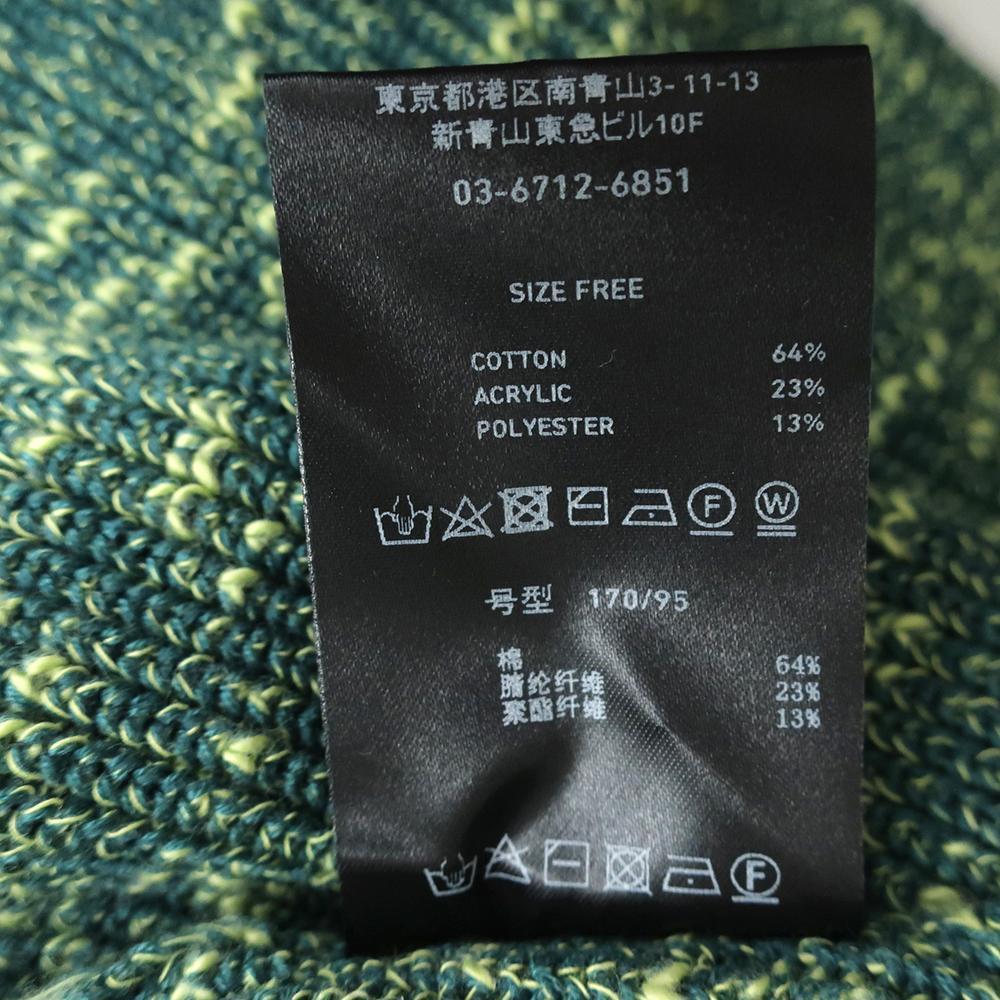 東京都港区南青山3-11-13
新青山東急ビル10F
03-6712-6851
SIZE FREE
COTTON 64%
ACRYLIC 23%
POLYESTER 13%
F W
号型 170/95
棉 64%
腈纶纤维 23%
聚酯纤维 13%
F